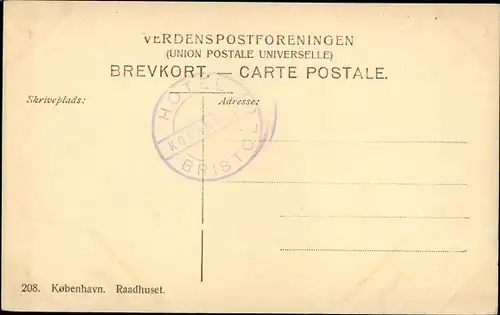 VERDENSPOSTFORENINGEN
(UNION POSTALE UNIVERSELLE)
BREVKORT. — CARTE POSTALE.
Skriveplads:
Adresse:
HOTEL
BRISTOL
208. København. Raadhuset.